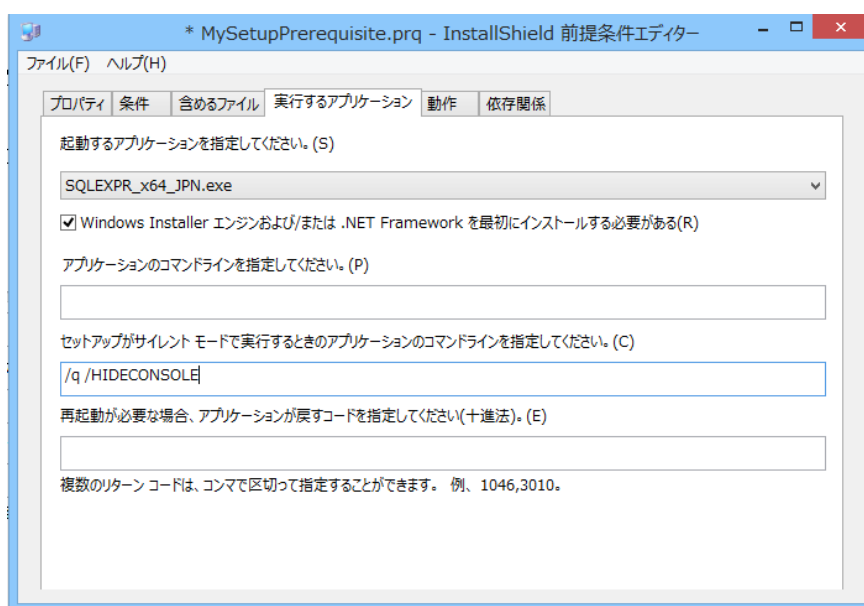 * MySetupPrerequisite.prq - InstallShield 前提条件エディター
ファイル(F) ヘルプ(H)
プロパティ 条件 含めるファイル 実行するアプリケーション 動作 依存関係
起動するアプリケーションを指定してください。(S)
SQLEXPR_x64_JPN.exe
Windows Installer エンジンおよび/または .NET Framework を最初にインストールする必要がある(R)
アプリケーションのコマンドラインを指定してください。(P)
セットアップがサイレント モードで実行するときのアプリケーションのコマンドラインを指定してください。(C)
/q /HIDECONSOLE
再起動が必要な場合、アプリケーションが戻すコードを指定してください(十進法)。(E)
複数のリターン コードは、コンマで区切って指定することができます。 例、1046,3010。